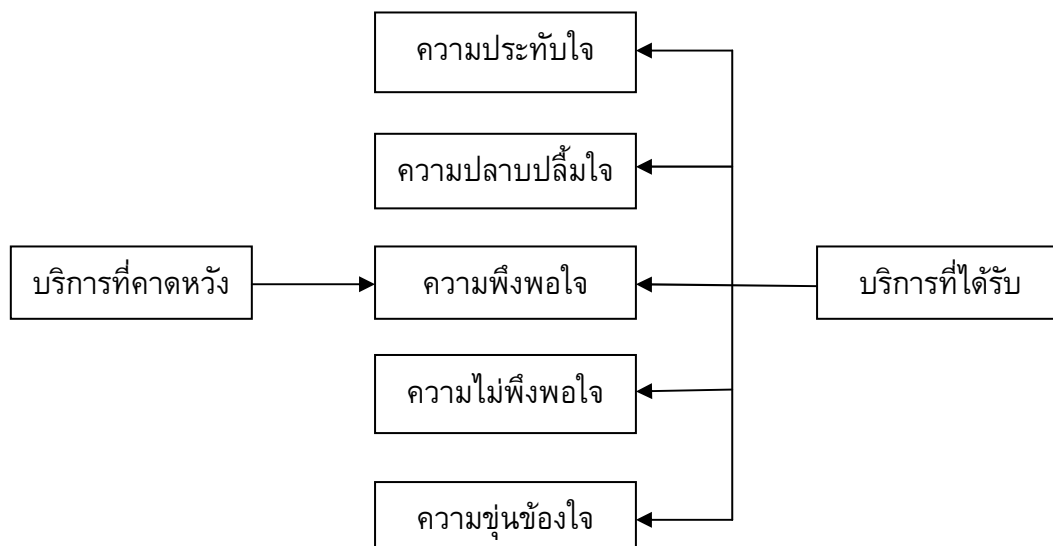 ความประทับใจ
ความปลาบปลื้มใจ
บริการที่คาดหวัง
ความพึงพอใจ
บริการที่ได้รับ
ความไม่พึงพอใจ
ความขุ่นข้องใจ